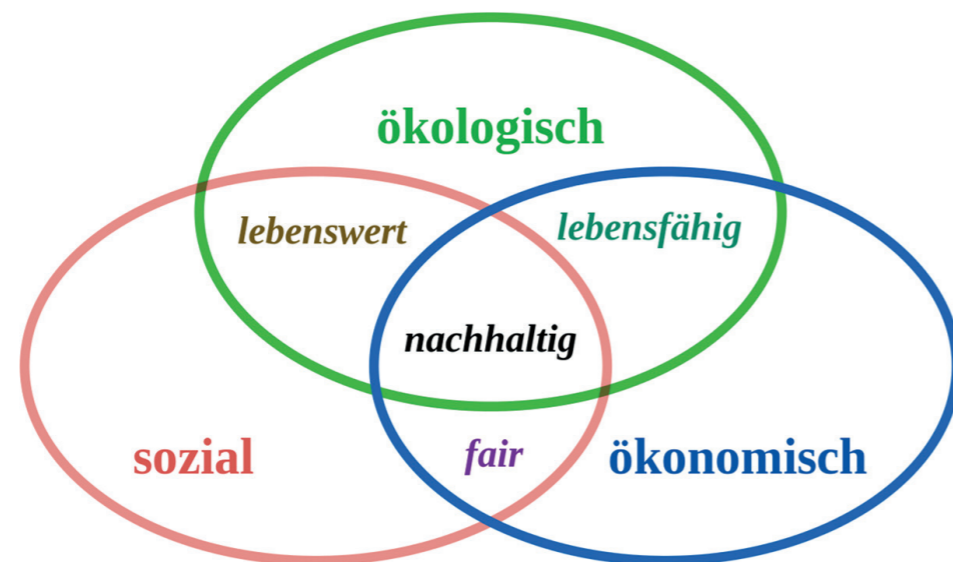 ökologisch
lebenswert
lebensfähig
nachhaltig
sozial
fair
ökonomisch